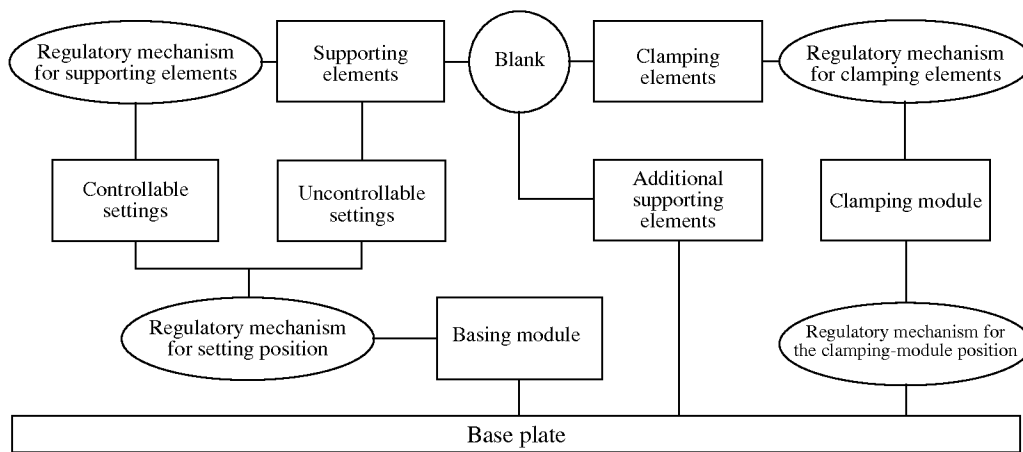 Regulatory mechanism
for supporting elements
Supporting
elements
Blank
Clamping
elements
Regulatory mechanism
for clamping elements
Controllable
settings
Uncontrollable
settings
Additional
supporting
elements
Clamping module
Regulatory mechanism
for setting position
Basing module
Regulatory mechanism for
the clamping-module position
Base plate